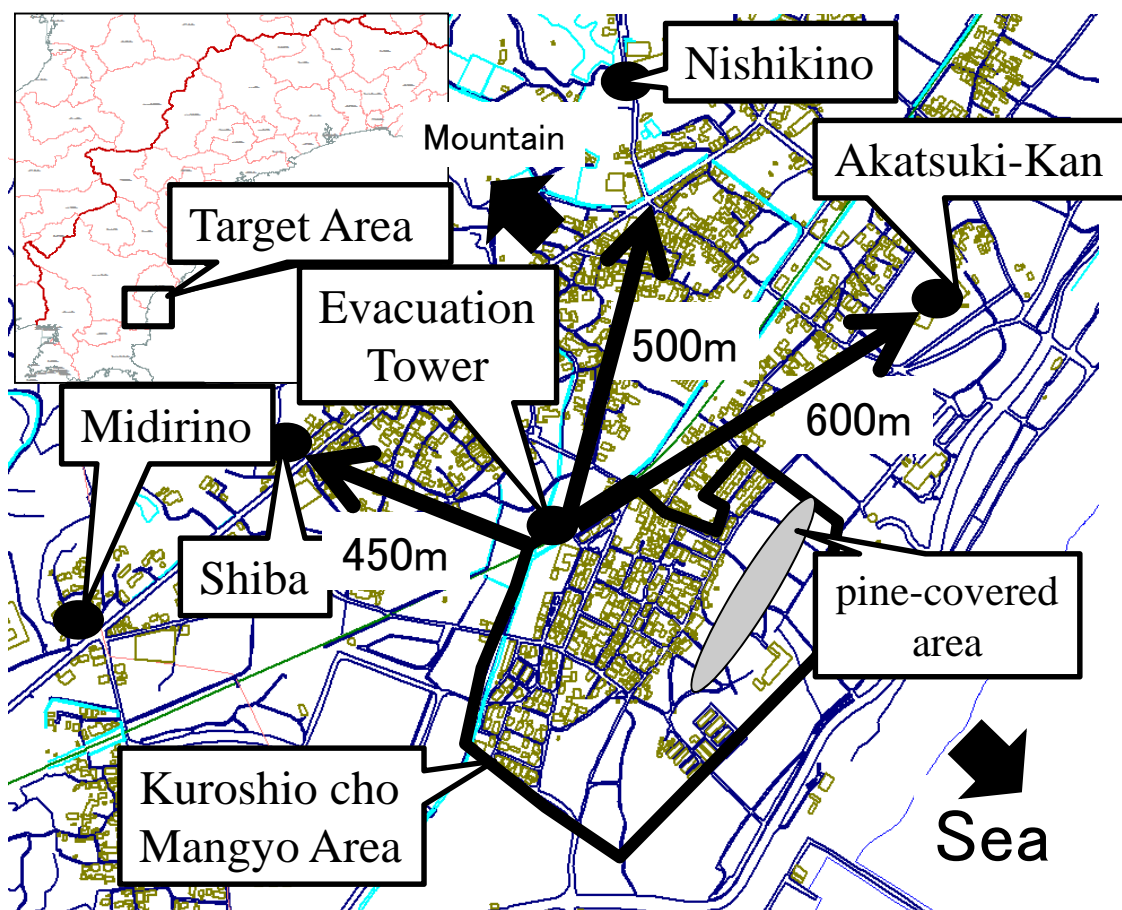 Nishikino
Mountain
Akatsuki-Kan
Target Area
Evacuation
Tower
500m
600m
Midirino
Shiba
450m
pine-covered
area
Kuroshio cho
Mangyo Area
Sea